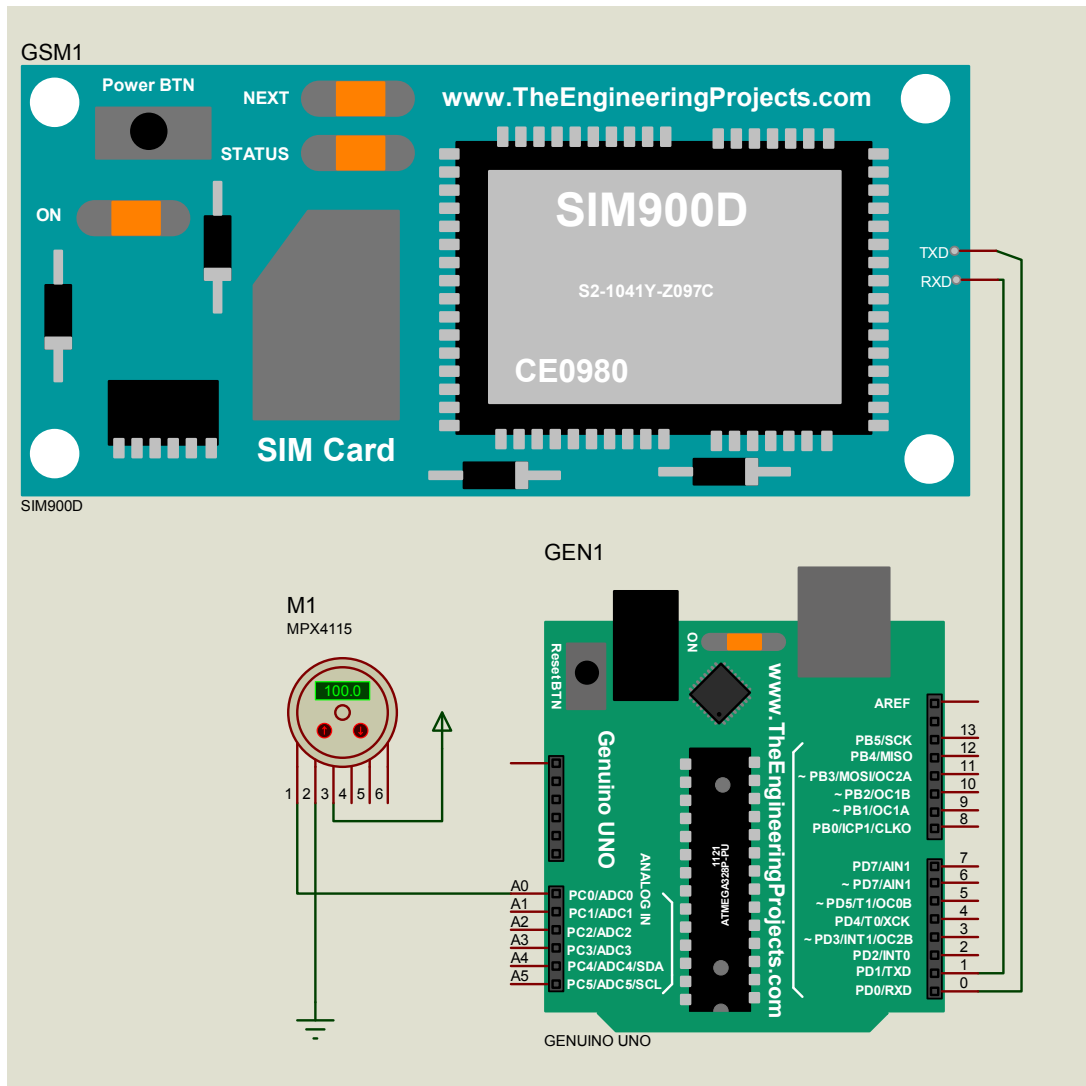 GSM1
Power BTN
NEXT
www.TheEngineeringProjects.com
STATUS
ON
SIM900D
S2-1041Y-Z097C
CE0980
TXD
RXD
SIM Card
SIM900D
GEN1
M1
MPX4115
100.0
1 2 3 4 5 6
ResetBTN
ON
www.TheEngineeringProjects.com
Genuino UNO
ANALOG IN
1121
ATMEGA328P-PU
A0 PC0/ADC0
A1 PC1/ADC1
A2 PC2/ADC2
A3 PC3/ADC3
A4 PC4/ADC4/SDA
A5 PC5/ADC5/SCL
AREF
PB5/SCK 13
PB4/MISO 12
~ PB3/MOSI/OC2A 11
~ PB2/OC1B 10
~ PB1/OC1A 9
PB0/ICP1/CLKO 8
PD7/AIN1 7
~ PD7/AIN1 6
~ PD5/T1/OC0B 5
PD4/T0/XCK 4
~ PD3/INT1/OC2B 3
PD2/INT0 2
PD1/TXD 1
PD0/RXD 0
GENUINO UNO